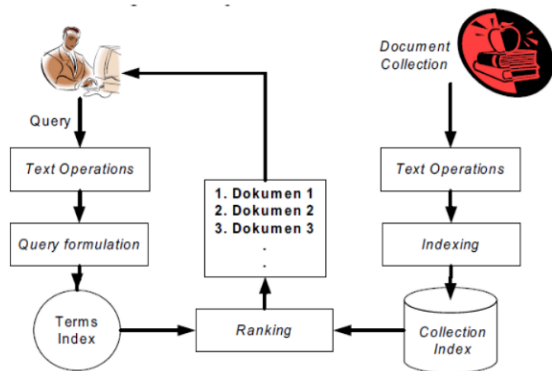 Query
Text Operations
Query formulation
Terms
Index
1. Dokumen 1
2. Dokumen 2
3. Dokumen 3
.
.
Ranking
Document
Collection
Text Operations
Indexing
Collection
Index